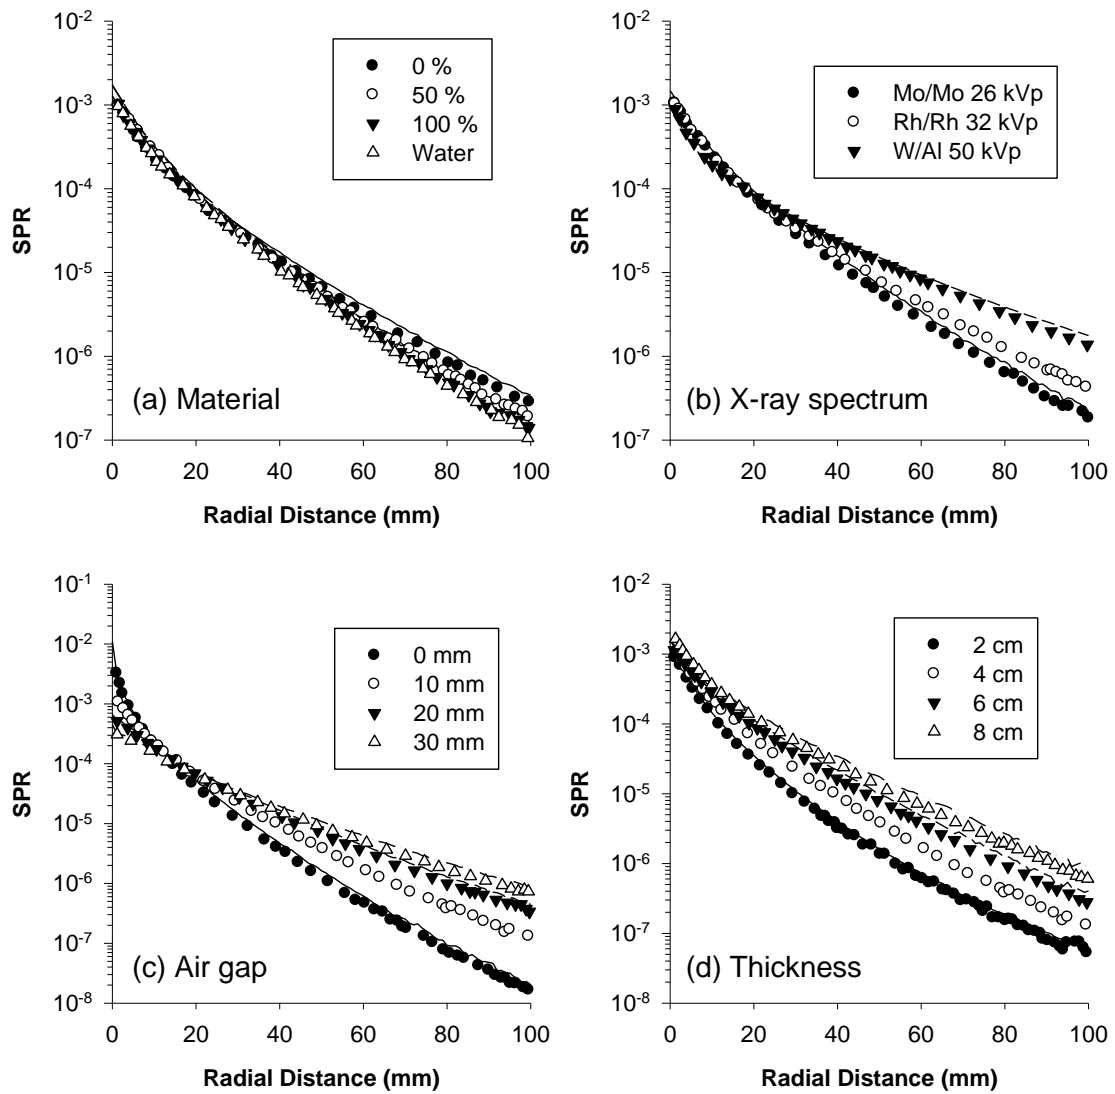 10-2
10-3
10-4
10-5
10-6
10-7
SPR
0 %
50 %
100 %
Water
(a) Material
0 20 40 60 80 100
Radial Distance (mm)
10-2
10-3
10-4
10-5
10-6
10-7
SPR
Mo/Mo 26 kVp
Rh/Rh 32 kVp
W/Al 50 kVp
(b) X-ray spectrum
0 20 40 60 80 100
Radial Distance (mm)
10-1
10-2
10-3
10-4
10-5
10-6
10-7
10-8
SPR
0 mm
10 mm
20 mm
30 mm
(c) Air gap
0 20 40 60 80 100
Radial Distance (mm)
10-2
10-3
10-4
10-5
10-6
10-7
10-8
SPR
2 cm
4 cm
6 cm
8 cm
(d) Thickness
0 20 40 60 80 100
Radial Distance (mm)